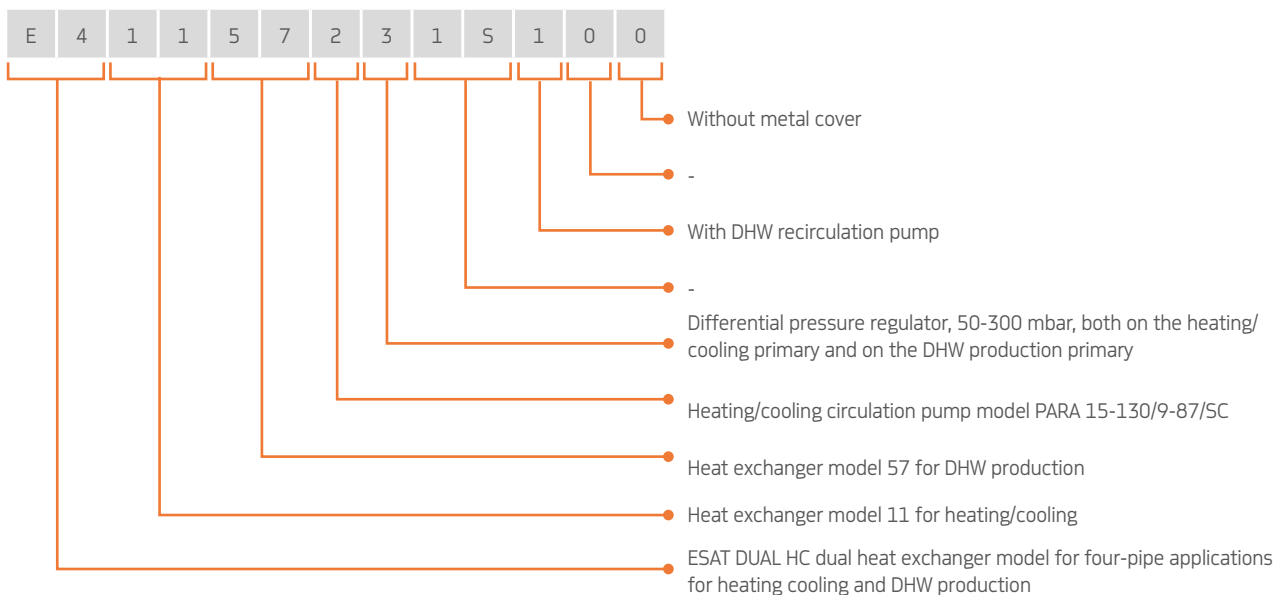 E 4 1 1 5 7 2 3 1 S 1 0 0
Without metal cover
-
With DHW recirculation pump
-
Differential pressure regulator, 50-300 mbar, both on the heating/
cooling primary and on the DHW production primary
Heating/cooling circulation pump model PARA 15-130/9-87/SC
Heat exchanger model 57 for DHW production
Heat exchanger model 11 for heating/cooling
ESAT DUAL HC dual heat exchanger model for four-pipe applications
for heating cooling and DHW production